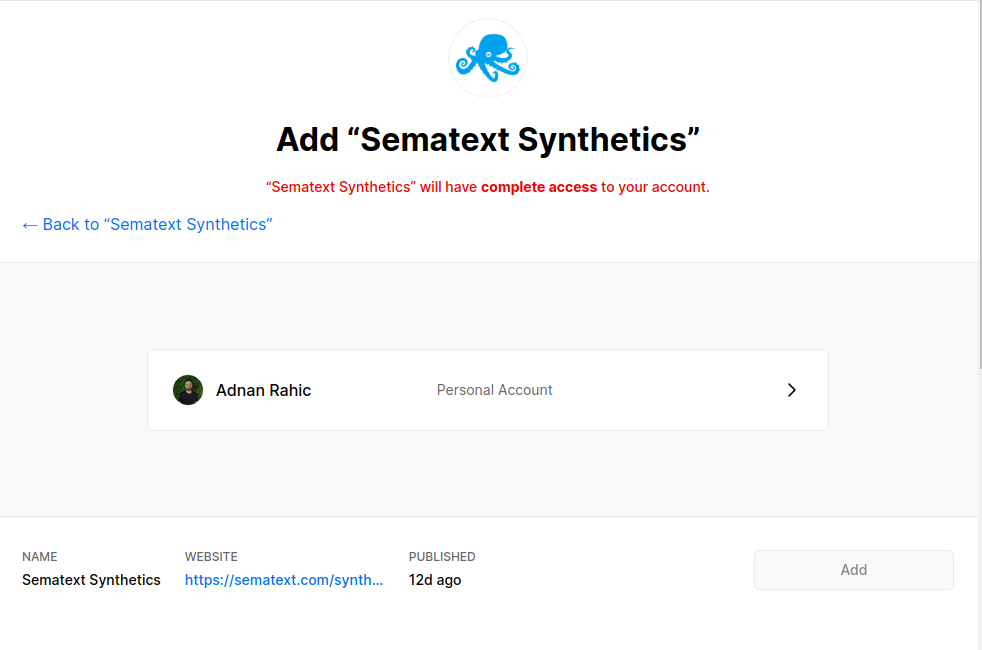 Add “Sematext Synthetics”
“Sematext Synthetics” will have complete access to your account.
← Back to “Sematext Synthetics”
Adnan Rahic
Personal Account
NAME
Sematext Synthetics
WEBSITE
https://sematext.com/synth...
PUBLISHED
12d ago
Add